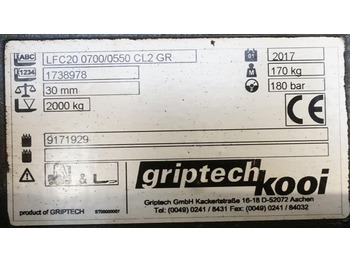 ABC LFC20 0700/0550 CL2 GR 01 2017
1234 1738978 M 170 kg
30 mm 180 bar
2000 kg CE
9171929
& griptech kooi
Griptech GmbH Kackertstraße 16-18 D-52072 Aachen
product of GRIPTECH ST00000001 Tel: (0049) 0241 / 8431 Fax: (0049) 0241 / 84032